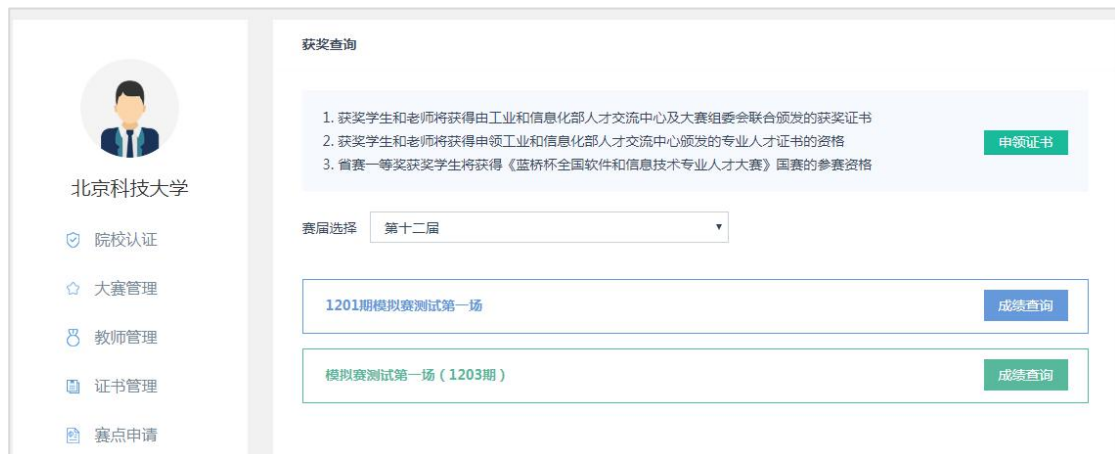 北京科技大学
院校认证
大赛管理
教师管理
证书管理
赛点申请
获奖查询
1. 获奖学生和老师将获得由工业和信息化部人才交流中心及大赛组委会联合颁发的获奖证书
2. 获奖学生和老师将获得申领工业和信息化部人才交流中心颁发的专业人才证书的资格
3. 省赛一等奖获奖学生将获得《蓝桥杯全国软件和信息技术专业人才大赛》国赛的参赛资格
申领证书
赛届选择 第十二届
1201期模拟赛测试第一场 成绩查询
模拟赛测试第一场（1203期） 成绩查询